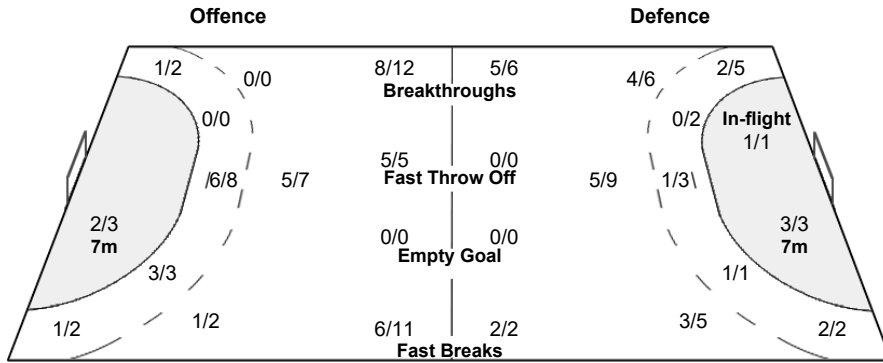 Offence Defence
1/2 0/0 8/12 5/6 4/6 2/5
Breakthroughs
0/0 0/2 In-flight
1/1
5/5 0/0
6/8 5/7 Fast Throw Off 5/9 1/3
2/3 3/3
7m 0/0 0/0 7m
Empty Goal
3/3 1/1
1/2 1/2 6/11 2/2 3/5 2/2
Fast Breaks